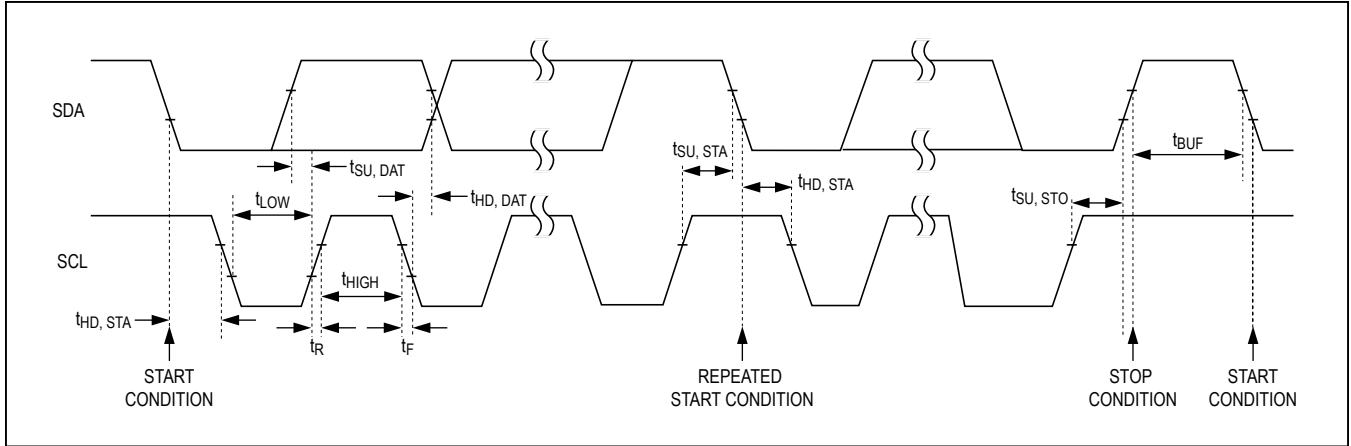 SDA
tSU, DAT
tHD, DAT
tLOW
tSU, STA
tHD, STA
tBUF
tSU, STO
SCL
tHIGH
tHD, STA
tR
tF
START
CONDITION
REPEATED
START CONDITION
STOP
CONDITION
START
CONDITION